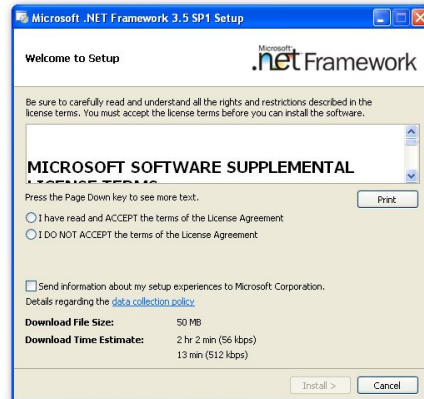 Microsoft .NET Framework 3.5 SP1 Setup
Welcome to Setup
Microsoft
.net Framework
Be sure to carefully read and understand all the rights and restrictions described in the
license terms. You must accept the license terms before you can install the software.
MICROSOFT SOFTWARE SUPPLEMENTAL
LICENSE TERMS
Press the Page Down key to see more text.
Print
I have read and ACCEPT the terms of the License Agreement
I DO NOT ACCEPT the terms of the License Agreement
Send information about my setup experiences to Microsoft Corporation.
Details regarding the data collection policy
Download File Size: 50 MB
Download Time Estimate: 2 hr 2 min (56 kbps)
13 min (512 kbps)
Install >
Cancel